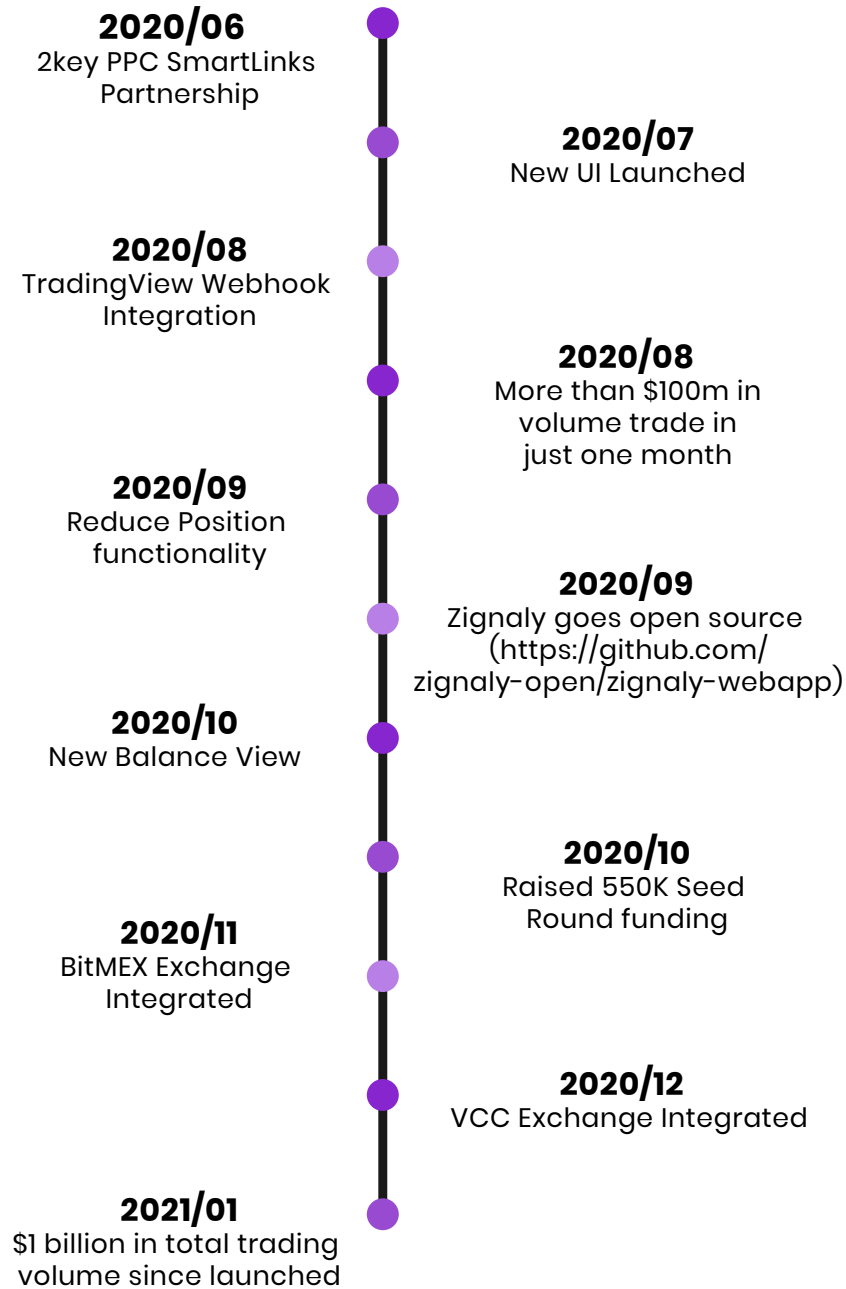 2020/06
2key PPC SmartLinks
Partnership
2020/07
New UI Launched
2020/08
TradingView Webhook
Integration
2020/08
More than $100m in
volume trade in
just one month
2020/09
Reduce Position
functionality
2020/09
Zignaly goes open source
(https://github.com/
zignaly-open/zignaly-webapp)
2020/10
New Balance View
2020/10
Raised 550K Seed
Round funding
2020/11
BitMEX Exchange
Integrated
2020/12
VCC Exchange Integrated
2021/01
$1 billion in total trading
volume since launched